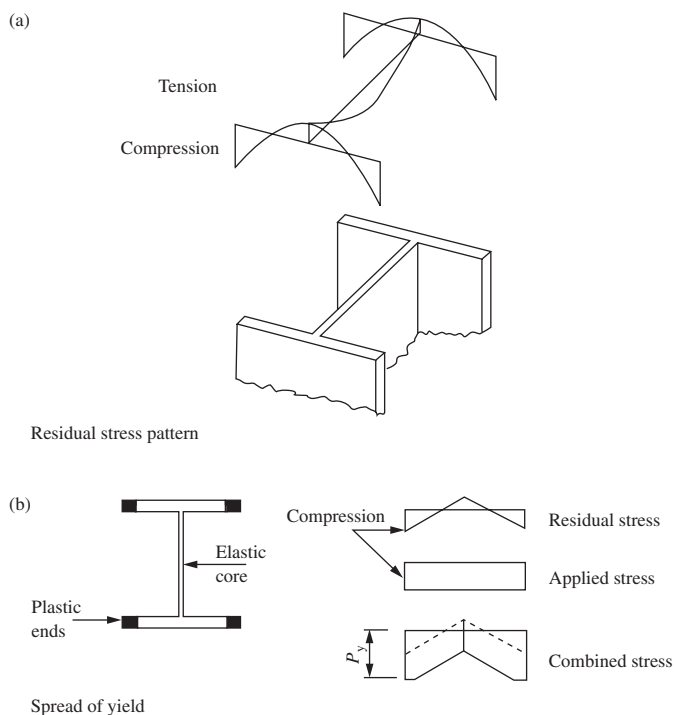 (a)
Tension
Compression
Residual stress pattern
(b)
Compression
Residual stress
Elastic
core
Applied stress
Plastic
ends
P y
Combined stress
Spread of yield